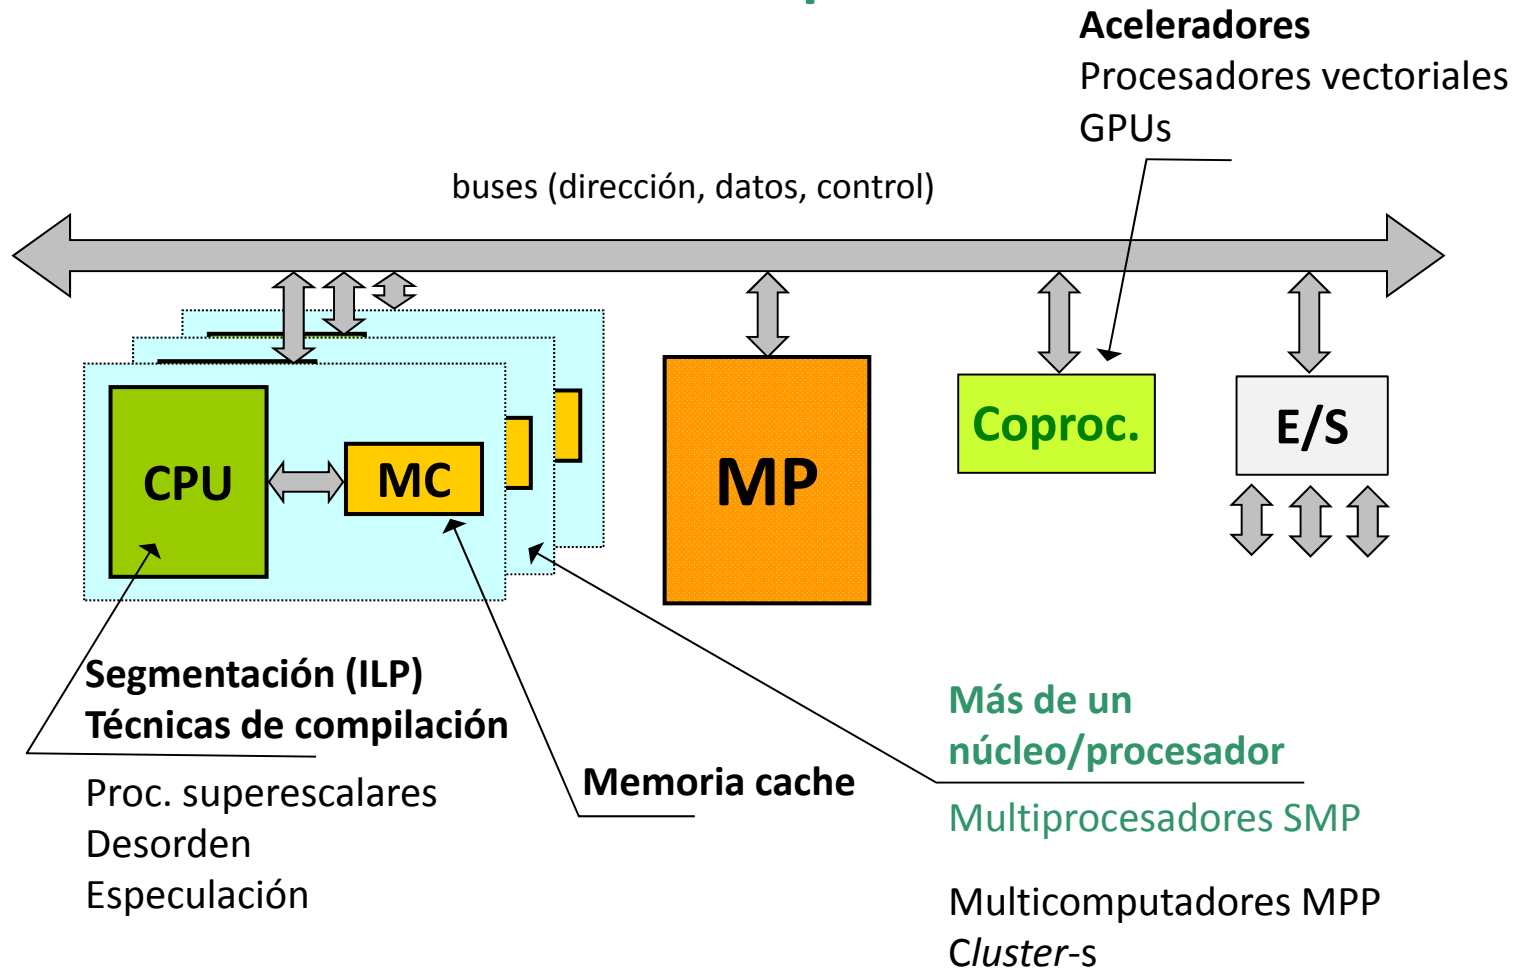 Aceleradores
Procesadores vectoriales
GPUs
buses (dirección, datos, control)
CPU
MC
MP
Coproc.
E/S
Segmentación (ILP)
Técnicas de compilación
Proc. superescalares
Desorden
Especulación
Memoria cache
Más de un
núcleo/procesador
Multiprocesadores SMP
Multicomputadores MPP
Cluster-s